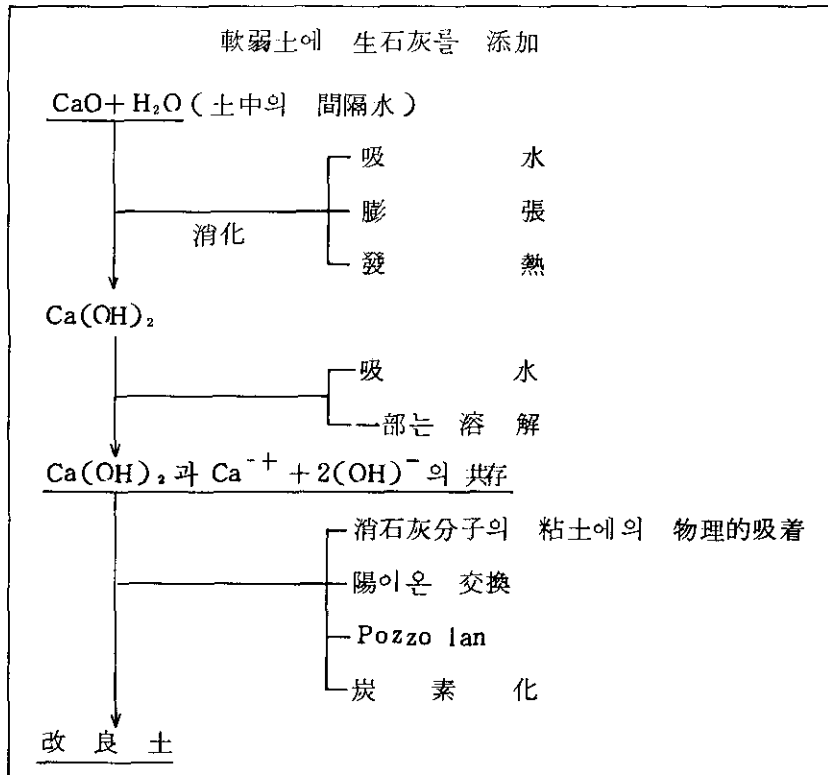 軟弱土에 生石灰를 添加
CaO+H₂O(土中의 間隔水)
吸 水
膨 張
消化
發 熱
Ca(OH)₂
吸 水
一部는 溶 解
Ca(OH)₂과 Ca⁻⁺+2(OH)⁻의 共存
消石灰分子의 粘土에의 物理的吸着
陽이온 交換
Pozzo lan
炭 素 化
改 良 土